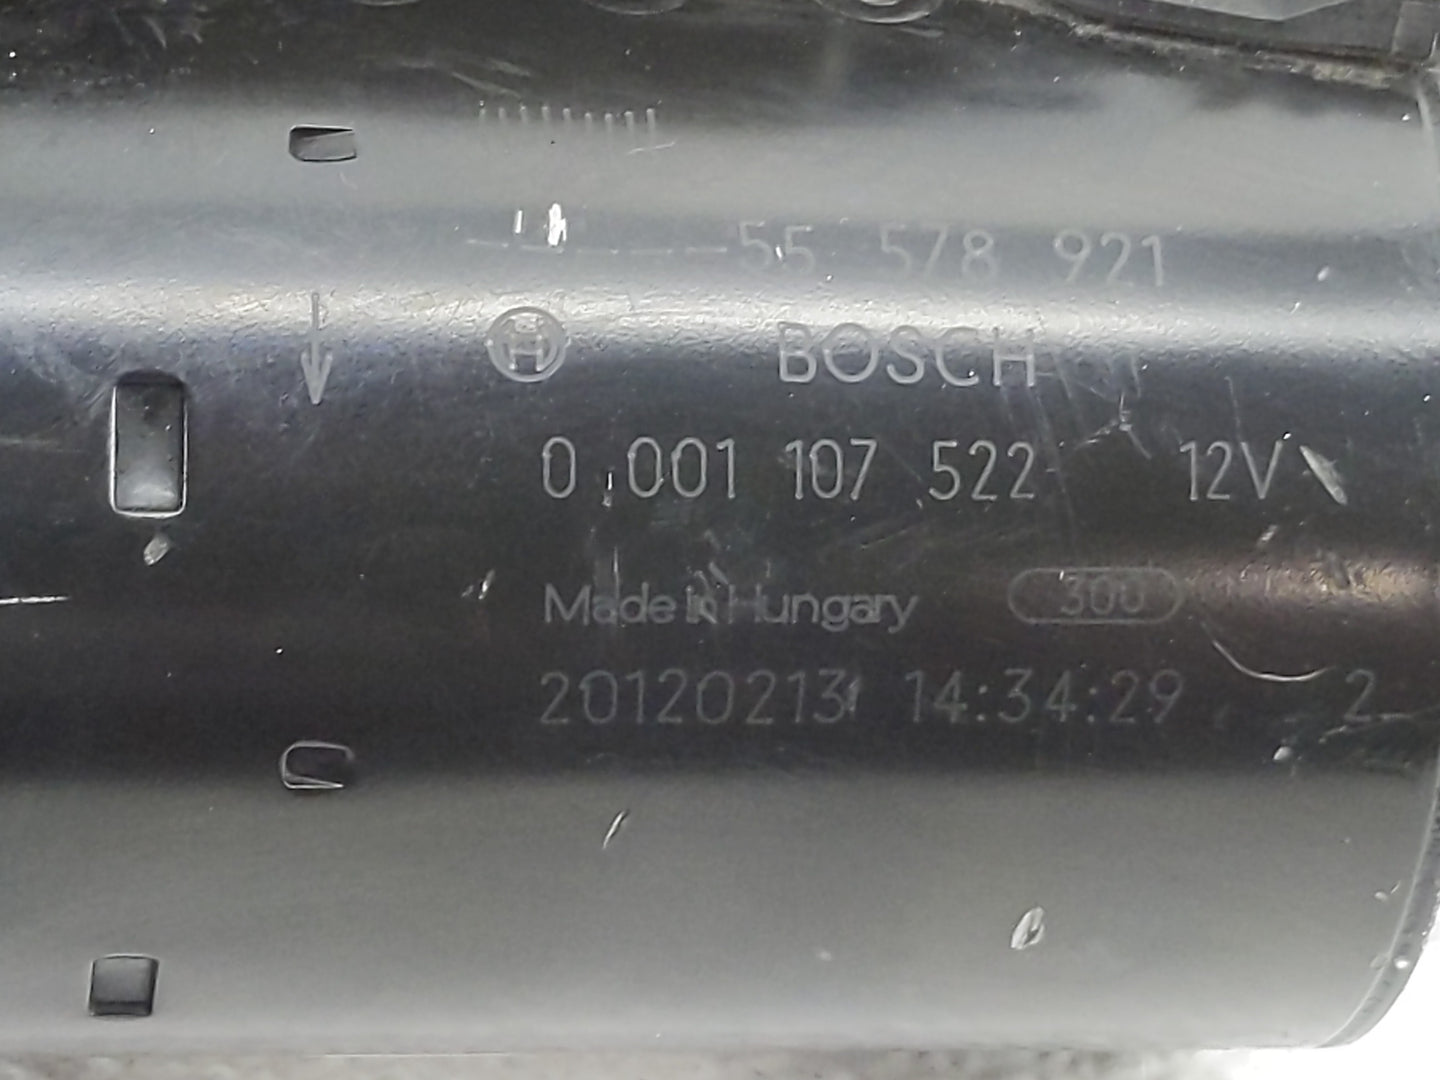 55 578 921
BOSCH
0 001 107 522 12V
Made in Hungary 300
20120213 14:34:29 2